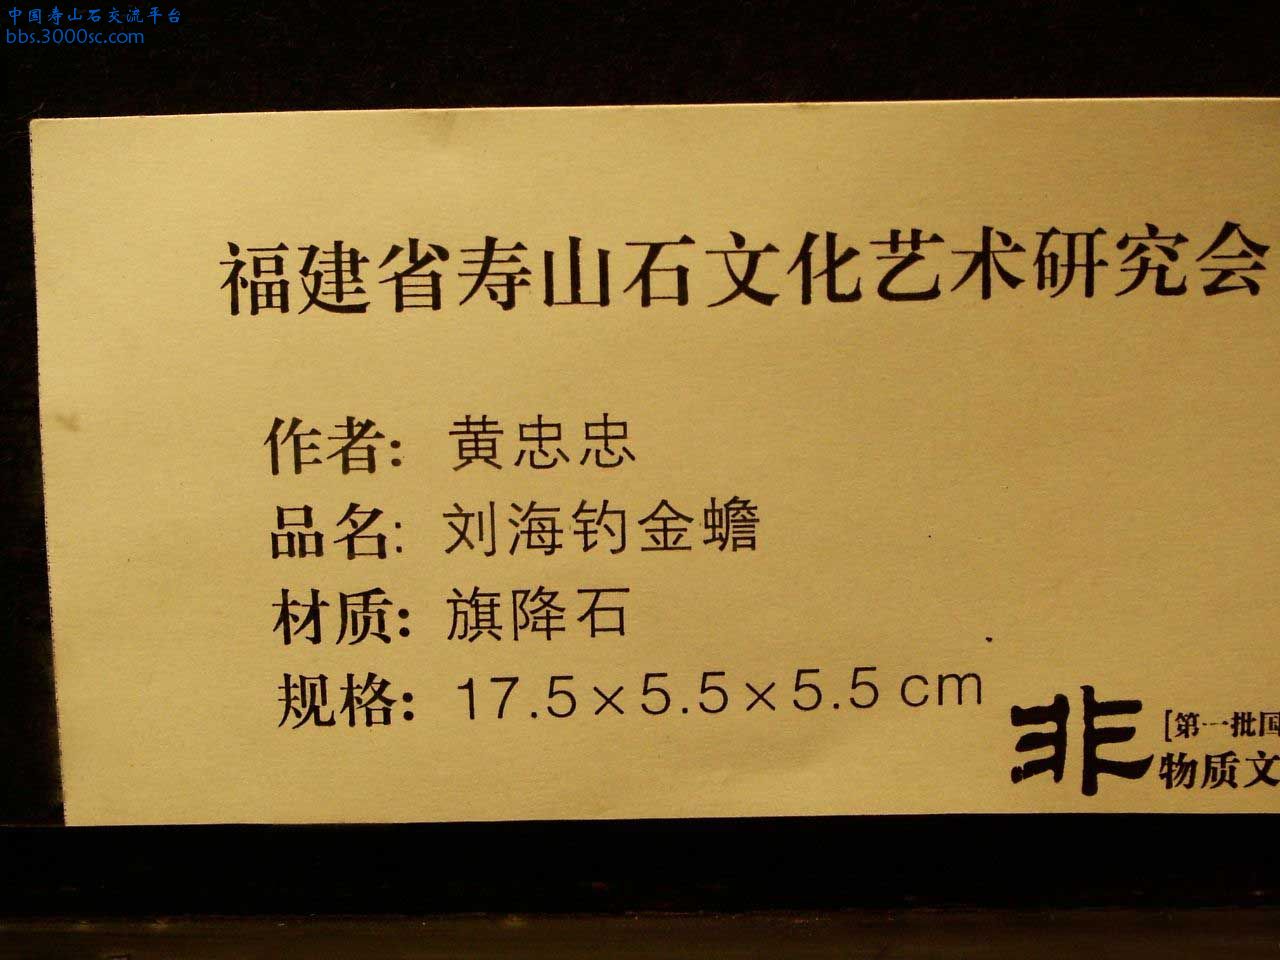 中国寿山石交流平台
bbs.3000sc.com
福建省寿山石文化艺术研究会
作者: 黄忠忠
品名: 刘海钓金蟾
材质: 旗降石
规格: 17.5×5.5×5.5cm
非
[第一批国
物质文